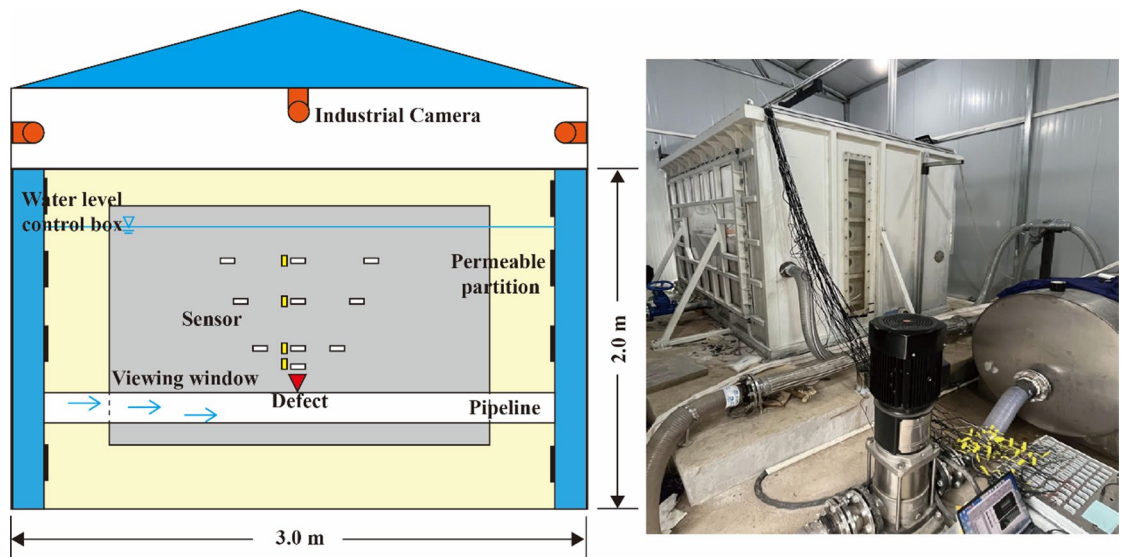 Industrial Camera
Water level
control box
Permeable
partition
Sensor
Viewing window
Defect
Pipeline
2.0 m
3.0 m